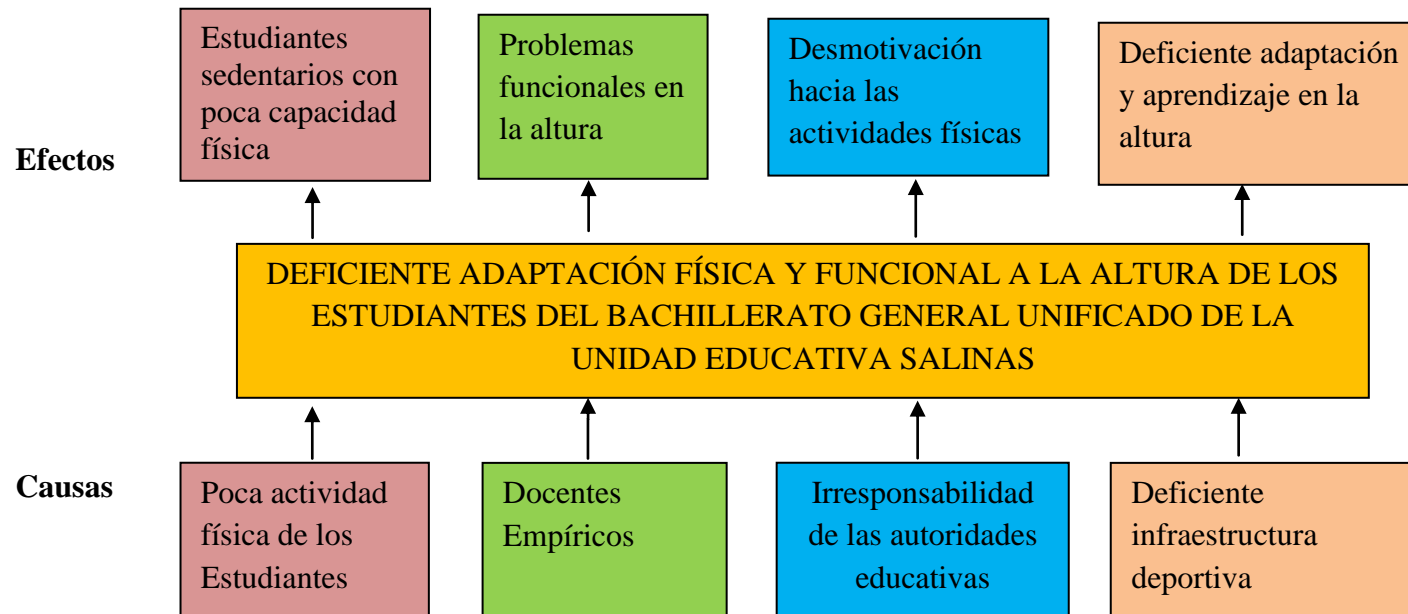 Estudiantes
sedentarios con
poca capacidad
física
Problemas
funcionales en
la altura
Desmotivación
hacia las
actividades físicas
Deficiente adaptación
y aprendizaje en la
altura
Efectos
DEFICIENTE ADAPTACIÓN FÍSICA Y FUNCIONAL A LA ALTURA DE LOS
ESTUDIANTES DEL BACHILLERATO GENERAL UNIFICADO DE LA
UNIDAD EDUCATIVA SALINAS
Causas
Poca actividad
física de los
Estudiantes
Docentes
Empíricos
Irresponsabilidad
de las autoridades
educativas
Deficiente
infraestructura
deportiva